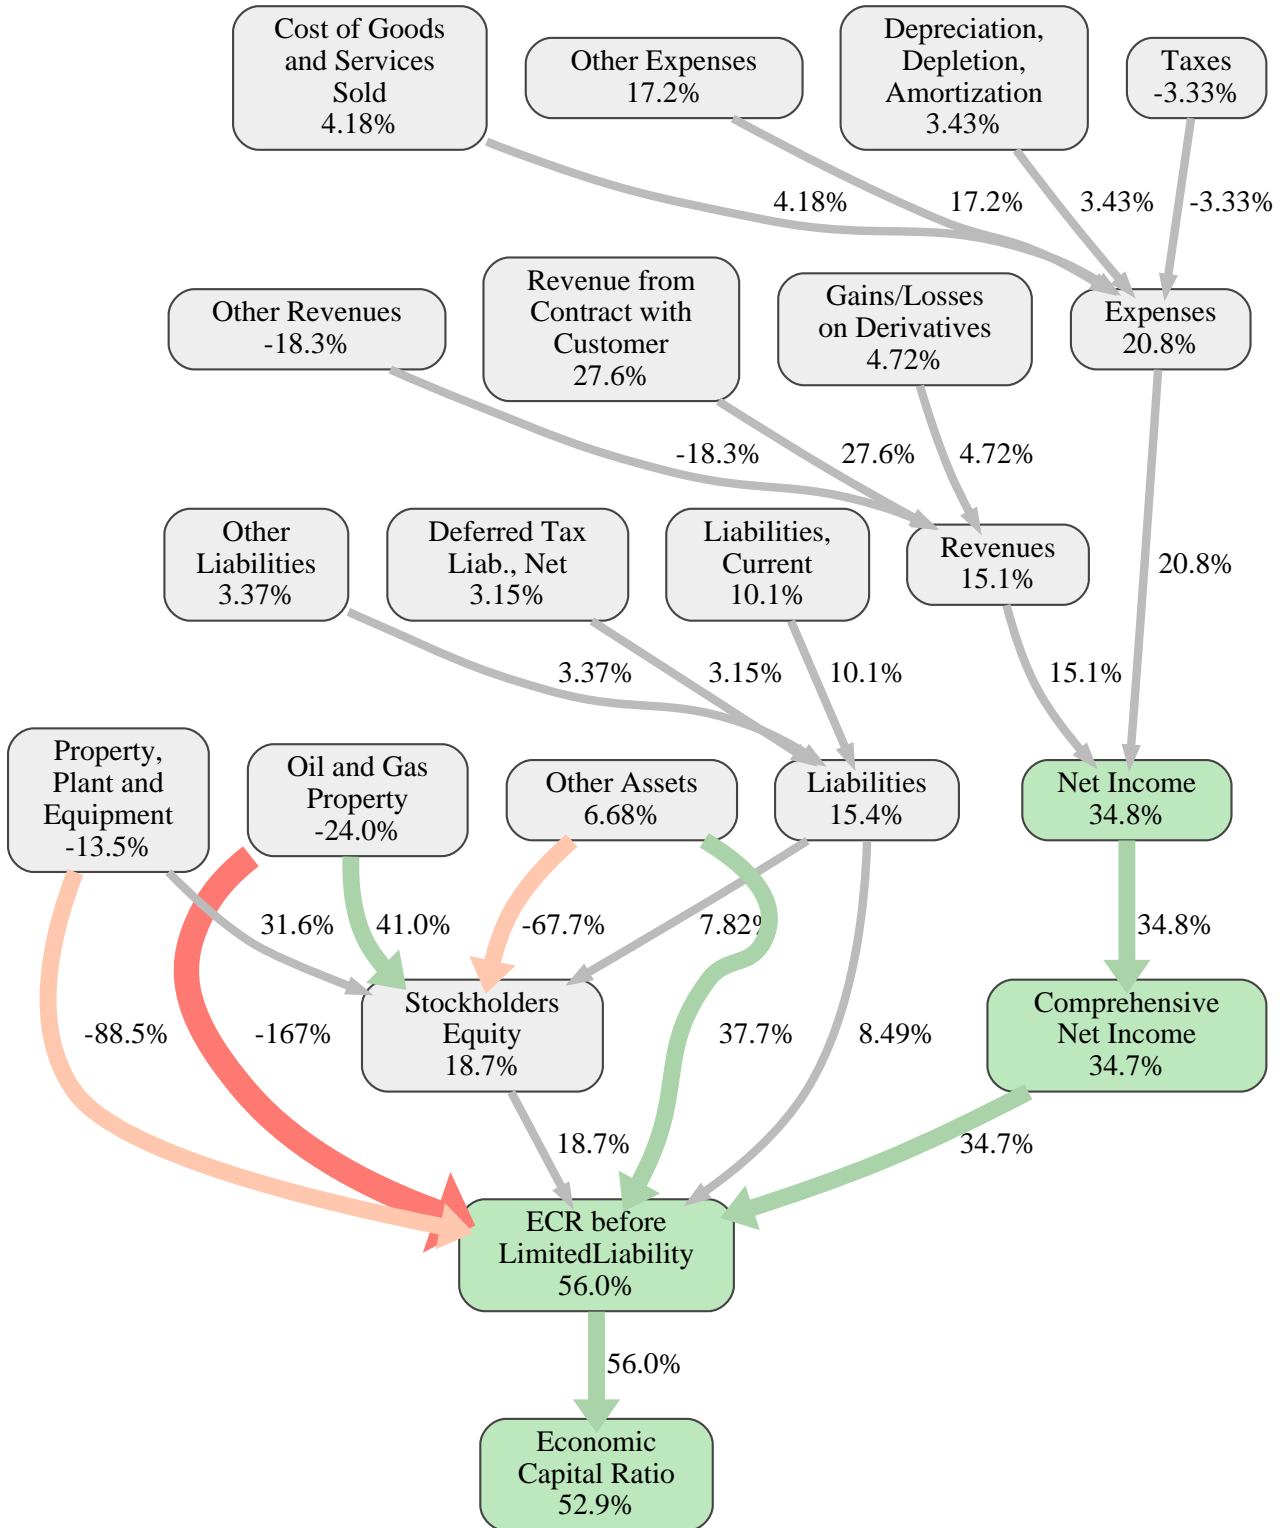 Cost of Goods
and Services
Sold
4.18%
Other Expenses
17.2%
Depreciation,
Depletion,
Amortization
3.43%
Taxes
-3.33%
4.18%
17.2%
3.43%
-3.33%
Other Revenues
-18.3%
Revenue from
Contract with
Customer
27.6%
Gains/Losses
on Derivatives
4.72%
Expenses
20.8%
-18.3%
27.6%
4.72%
20.8%
Other
Liabilities
3.37%
Deferred Tax
Liab., Net
3.15%
Liabilities,
Current
10.1%
Revenues
15.1%
3.37%
3.15%
10.1%
15.1%
Property,
Plant and
Equipment
-13.5%
Oil and Gas
Property
-24.0%
Other Assets
6.68%
Liabilities
15.4%
Net Income
34.8%
31.6%
41.0%
-67.7%
7.82%
34.8%
-88.5%
-167%
Stockholders
Equity
18.7%
37.7%
8.49%
Comprehensive
Net Income
34.7%
18.7%
34.7%
ECR before
LimitedLiability
56.0%
56.0%
Economic
Capital Ratio
52.9%